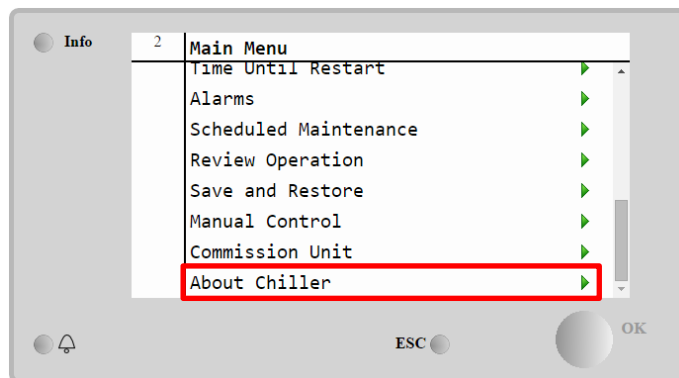 Info
2 Main Menu
Time Until Restart
Alarms
Scheduled Maintenance
Review Operation
Save and Restore
Manual Control
Commission Unit
About Chiller
ESC
OK